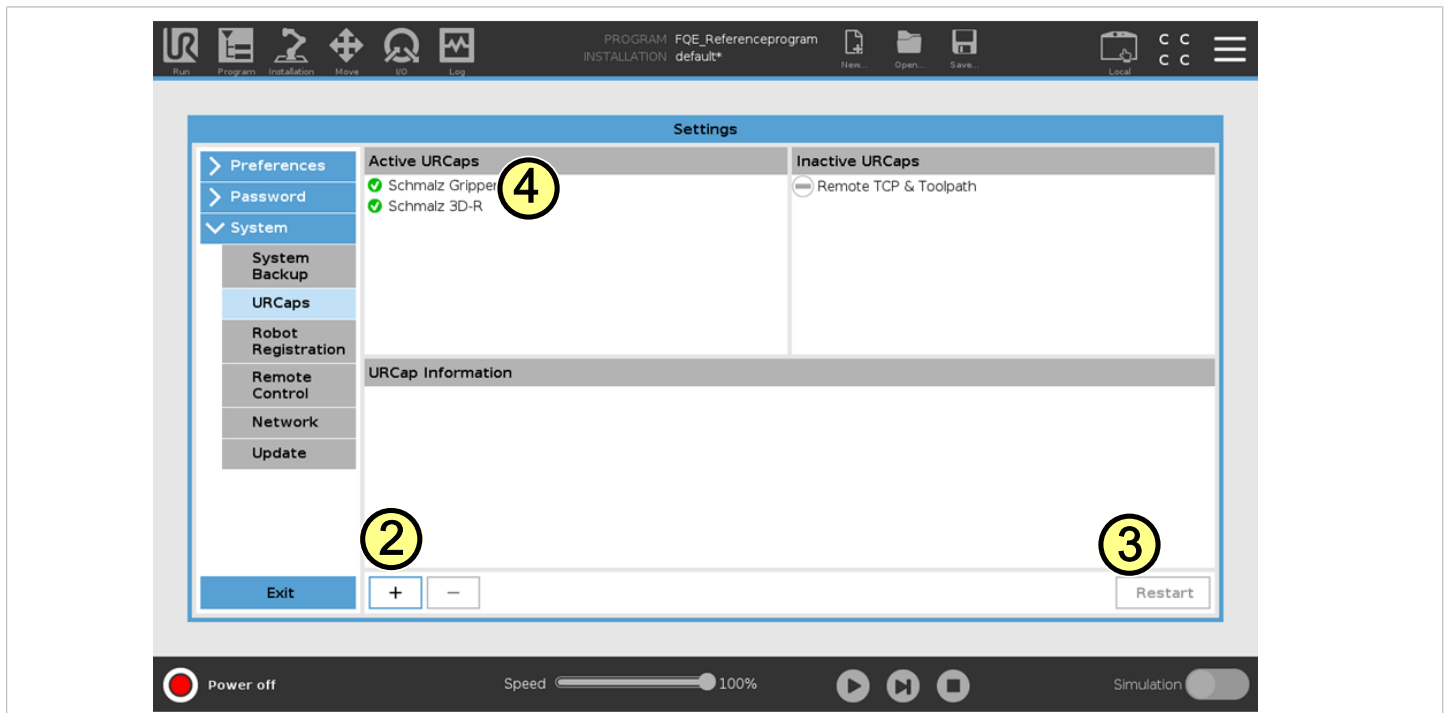 UR
PROGRAM FQE_Referenceprogram
INSTALLATION default*
Run
Program
Installation
Move
I/O
Log
New...
Open...
Save...
Local
C C
C C
Settings
Preferences
Password
System
System
Backup
URCaps
Robot
Registration
Remote
Control
Network
Update
Exit
Active URCaps
Schmalz Gripper
Schmalz 3D-R
4
Inactive URCaps
Remote TCP & Toolpath
URCap Information
2
3
+
−
Restart
Power off
Speed
100%
Simulation